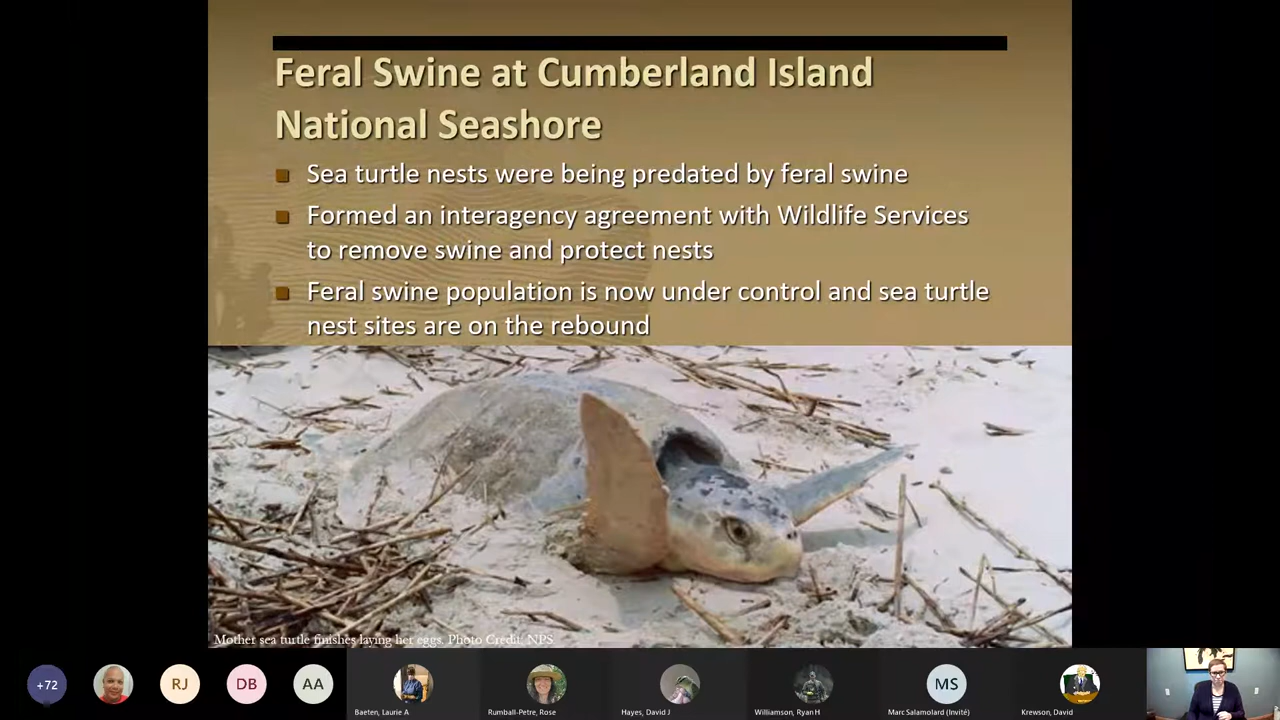 Feral Swine at Cumberland Island
National Seashore
Sea turtle nests were being predated by feral swine
Formed an interagency agreement with Wildlife Services
to remove swine and protect nests
Feral swine population is now under control and sea turtle
nest sites are on the rebound
Mother sea turtle finishes laying her eggs. Photo Credit: NPS
+72
RJ
DB
AA
MS
Baeten, Laurie A
Rumball-Petre, Rose
Hayes, David J
Williamson, Ryan H
Marc Salamolard (Invité)
Krewson, David